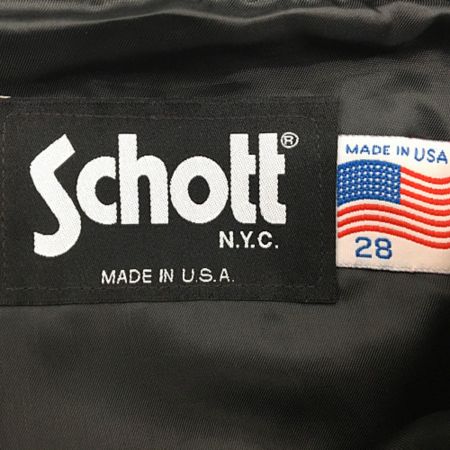 Schott®
N.Y.C.
MADE IN U.S.A.
MADE IN USA
28